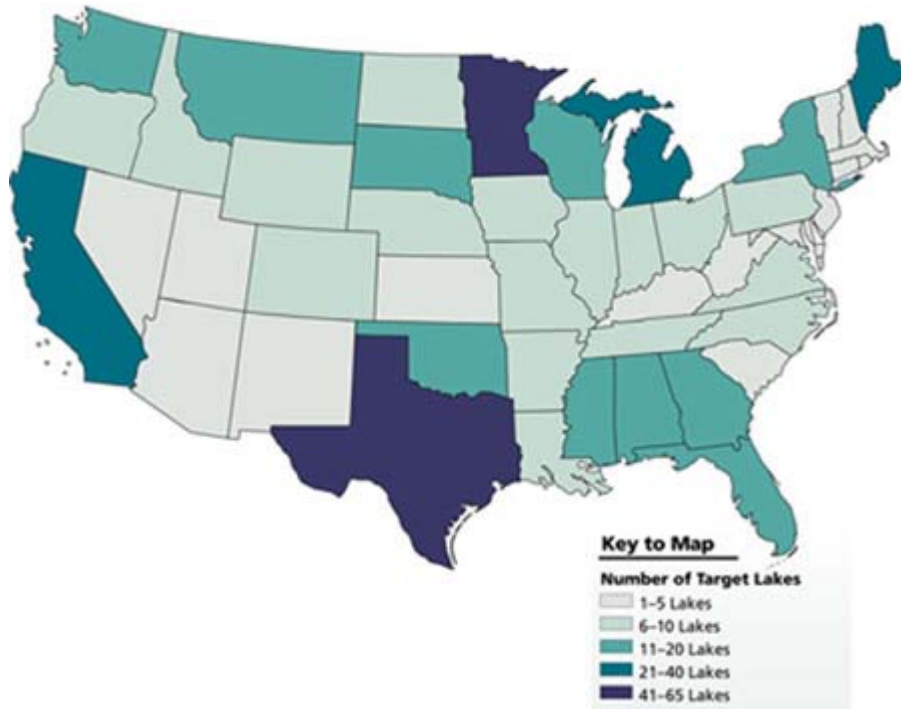 Key to Map
Number of Target Lakes
1–5 Lakes
6–10 Lakes
11–20 Lakes
21–40 Lakes
41–65 Lakes